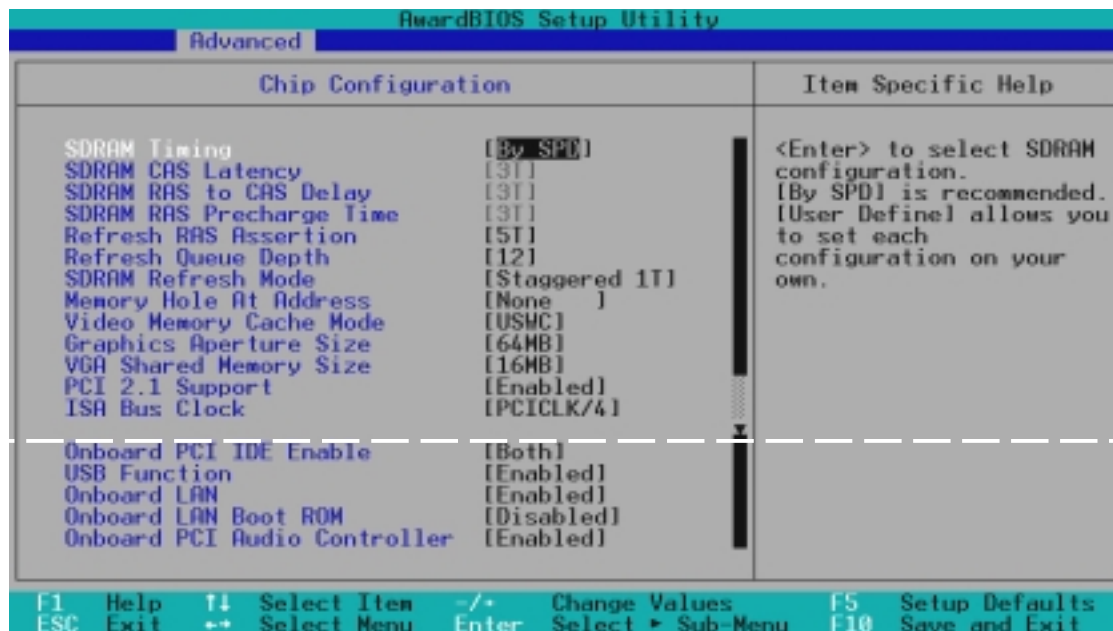 AwardBIOS Setup Utility
Advanced
Chip Configuration
Item Specific Help
SDRAM Timing [By SPD]
SDRAM CAS Latency [3T]
SDRAM RAS to CAS Delay [3T]
SDRAM RAS Precharge Time [3T]
Refresh RAS Assertion [5T]
Refresh Queue Depth [12]
SDRAM Refresh Mode [Staggered 1T]
Memory Hole At Address [None ]
Video Memory Cache Mode [USWC]
Graphics Aperture Size [64MB]
VGA Shared Memory Size [16MB]
PCI 2.1 Support [Enabled]
ISA Bus Clock [PCICLK/4]
Onboard PCI IDE Enable [Both]
USB Function [Enabled]
Onboard LAN [Enabled]
Onboard LAN Boot ROM [Disabled]
Onboard PCI Audio Controller [Enabled]
<Enter> to select SDRAM
configuration.
[By SPD] is recommended.
[User Define] allows you
to set each
configuration on your
own.
F1 Help ↑↓ Select Item -/+ Change Values F5 Setup Defaults
ESC Exit ←→ Select Menu Enter Select ► Sub-Menu F10 Save and Exit